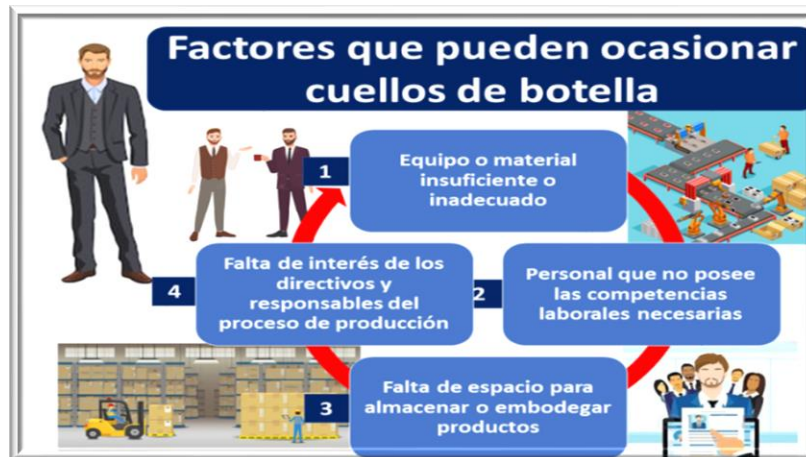 Factores que pueden ocasionar
cuellos de botella
1
Equipo o material
insuficiente o
inadecuado
2
Personal que no posee
las competencias
laborales necesarias
3
Falta de espacio para
almacenar o embodegar
productos
4
Falta de interés de los
directivos y
responsables del
proceso de producción